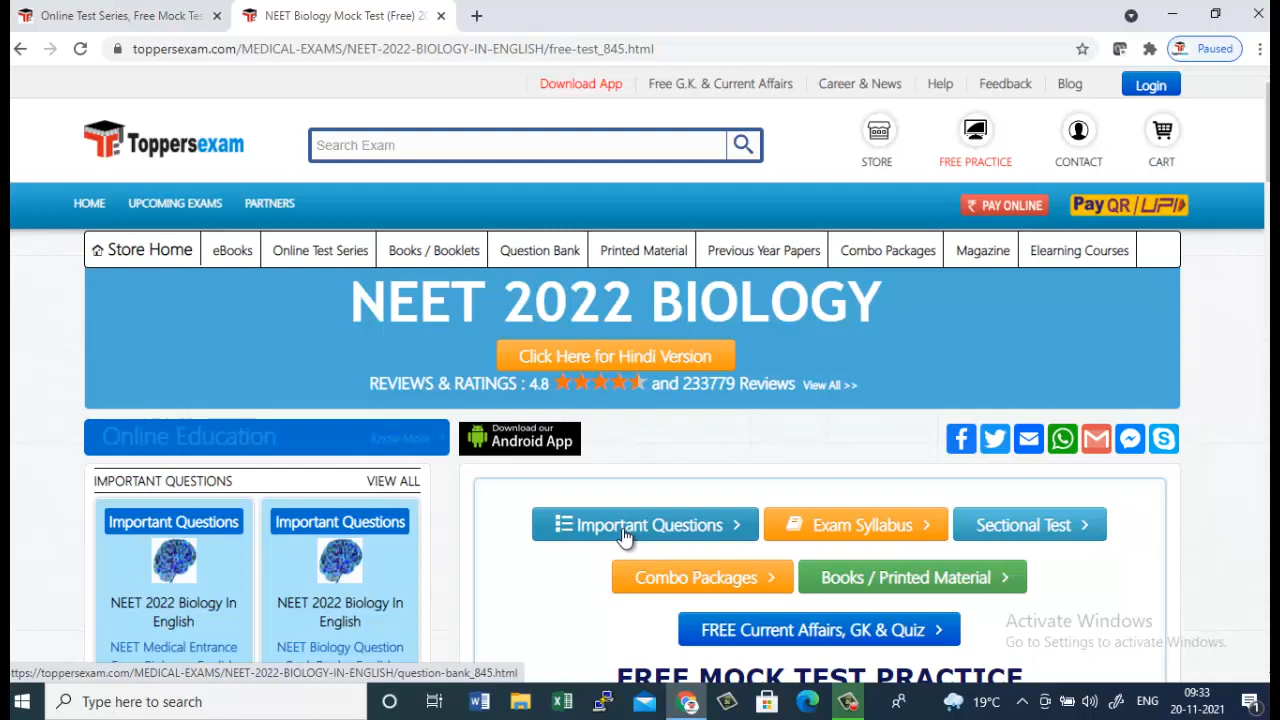 Online Test Series, Free Mock Tes
NEET Biology Mock Test (Free) 20
toppersexam.com/MEDICAL-EXAMS/NEET-2022-BIOLOGY-IN-ENGLISH/free-test_845.html
Paused
Download App
Free G.K. & Current Affairs
Career & News
Help
Feedback
Blog
Login
Toppersexam
Search Exam
STORE
FREE PRACTICE
CONTACT
CART
HOME
UPCOMING EXAMS
PARTNERS
₹ PAY ONLINE
Pay QR / UPI
Store Home
eBooks
Online Test Series
Books / Booklets
Question Bank
Printed Material
Previous Year Papers
Combo Packages
Magazine
Elearning Courses
NEET 2022 BIOLOGY
Click Here for Hindi Version
REVIEWS & RATINGS : 4.8 and 233779 Reviews View All >>
Online Education
Know More
Download our
Android App
IMPORTANT QUESTIONS
VIEW ALL
Important Questions
Important Questions
NEET 2022 Biology In
English
NEET 2022 Biology In
English
NEET Medical Entrance
NEET Biology Question
Important Questions
Exam Syllabus
Sectional Test
Combo Packages
Books / Printed Material
FREE Current Affairs, GK & Quiz
FREE MOCK TEST PRACTICE
Activate Windows
Go to Settings to activate Windows.
https://toppersexam.com/MEDICAL-EXAMS/NEET-2022-BIOLOGY-IN-ENGLISH/question-bank_845.html
Type here to search
19°C
ENG
09:33
20-11-2021
1